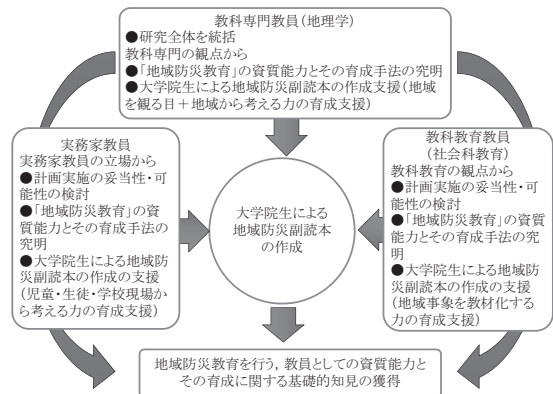 教科専門教員(地理学)
●研究全体を統括
教科専門の観点から
●「地域防災教育」の資質能力とその育成手法の究明
●大学院生による地域防災副読本の作成支援(地域
を観る目＋地域から考える力の育成支援)
実務家教員
実務家教員の立場から
●計画実施の妥当性・可
能性の検討
●「地域防災教育」の資
質能力とその育成手法の
究明
●大学院生による地域防
災副読本の作成の支援
(児童・生徒・学校現場か
ら考える力の育成支援)
大学院生による
地域防災副読本
の作成
教科教育教員
(社会科教育)
教科教育の観点から
●計画実施の妥当性・可
能性の検討
●「地域防災教育」の資
質能力とその育成手法の究
明
●大学院生による地域防災
副読本の作成の支援
(地域事象を教材化する
力の育成支援)
地域防災教育を行う，教員としての資質能力と
その育成に関する基礎的知見の獲得